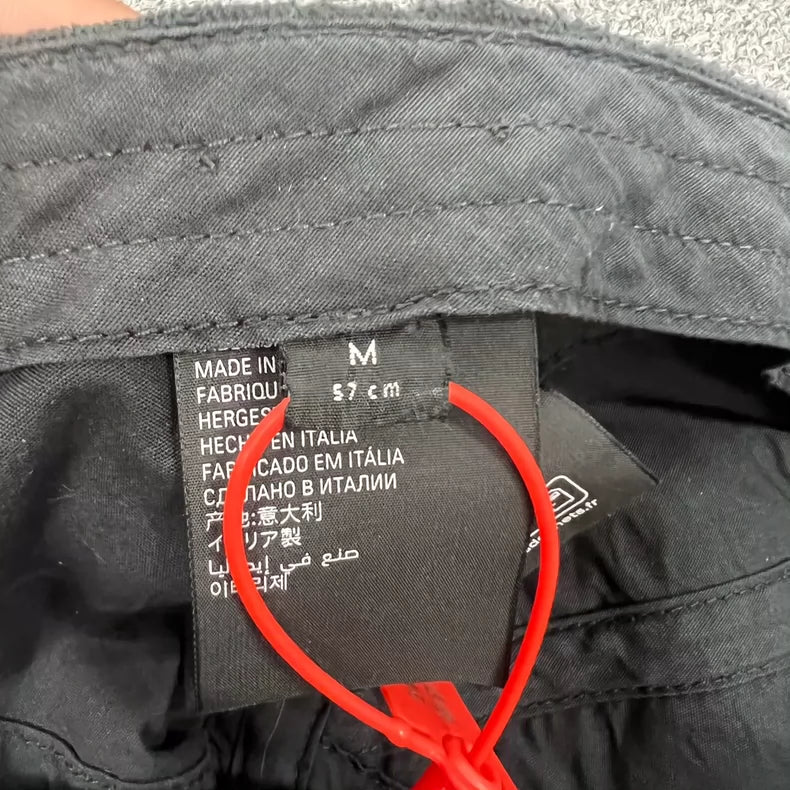 M
57 cm
MADE IN
FABRIQU
HERGES
HECHO EN ITALIA
FABRICADO EM ITÁLIA
СДЕЛАНО В ИТАЛИИ
产地:意大利
イタリア製
صنع في إيطاليا
이탈리제